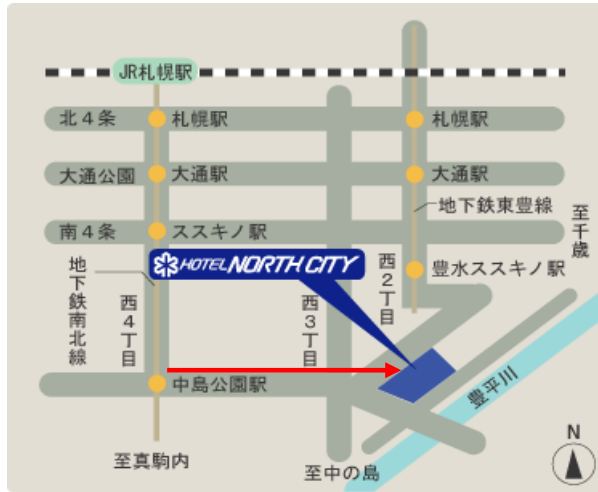 JR札幌駅
北4条
札幌駅
札幌駅
大通公園
大通駅
大通駅
地下鉄東豊線
至千歳
南4条
ススキノ駅
HOTEL NORTH CITY
西2丁目
豊水ススキノ駅
地下鉄南北線
西4丁目
西3丁目
中島公園駅
豊平川
至真駒内
至中の島
N